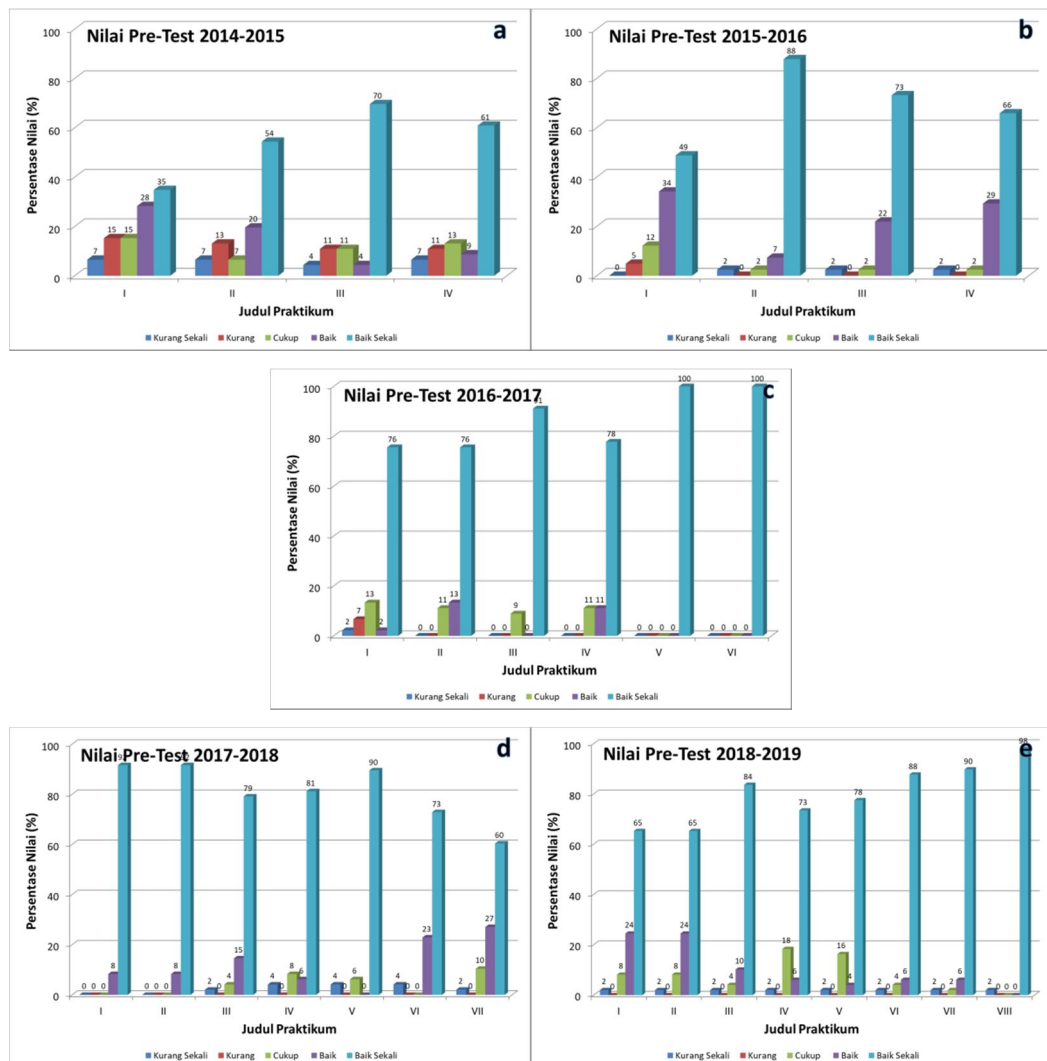 Nilai Pre-Test 2014-2015
a
Persentase Nilai (%)
100
80
60
40
20
0
7 15 15 28 35
7 13 7 20 54
4 11 11 4 70
7 11 13 9 61
I II III IV
Judul Praktikum
Kurang Sekali Kurang Cukup Baik Baik Sekali
Nilai Pre-Test 2015-2016
b
Persentase Nilai (%)
100
80
60
40
20
0
0 5 12 34 49
2 0 2 7 88
2 0 2 22 73
2 0 2 29 66
I II III IV
Judul Praktikum
Kurang Sekali Kurang Cukup Baik Baik Sekali
Nilai Pre-Test 2016-2017
c
Persentase Nilai (%)
100
80
60
40
20
0
2 7 13 2 76
0 0 11 13 76
0 0 9 0 91
0 0 11 11 78
0 0 0 0 100
0 0 0 0 100
I II III IV V VI
Judul Praktikum
Kurang Sekali Kurang Cukup Baik Baik Sekali
Nilai Pre-Test 2017-2018
d
Persentase Nilai (%)
100
80
60
40
20
0
0 0 0 8
0 0 0 8
2 0 4 15 79
4 0 8 6 81
4 0 6 0 90
4 0 0 23 73
2 0 10 27 60
I II III IV V VI VII
Judul Praktikum
Kurang Sekali Kurang Cukup Baik Baik Sekali
Nilai Pre-Test 2018-2019
e
Persentase Nilai (%)
100
80
60
40
20
0
2 0 8 24 65
2 0 8 24 65
2 0 4 10 84
2 0 18 6 73
2 0 16 4 78
2 0 4 6 88
2 0 2 6 90
2 0 0 0 98
I II III IV V VI VII VIII
Judul Praktikum
Kurang Sekali Kurang Cukup Baik Baik Sekali